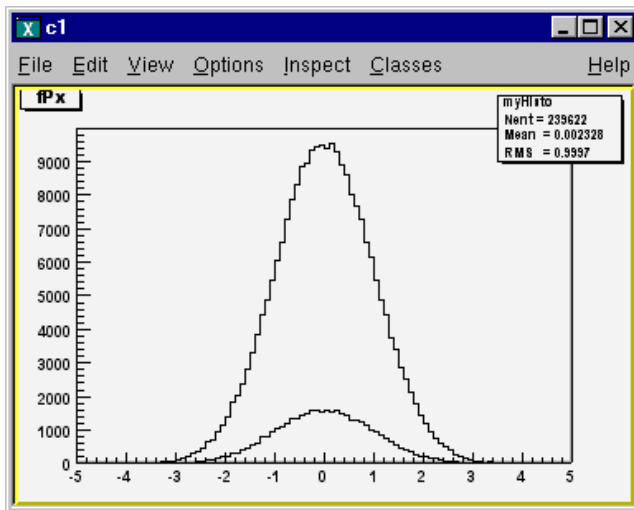 c1
File Edit View Options Inspect Classes Help
fPx
myHisto
Nent = 239622
Mean = 0.002328
RMS = 0.9997
9000
8000
7000
6000
5000
4000
3000
2000
1000
0
-5 -4 -3 -2 -1 0 1 2 3 4 5